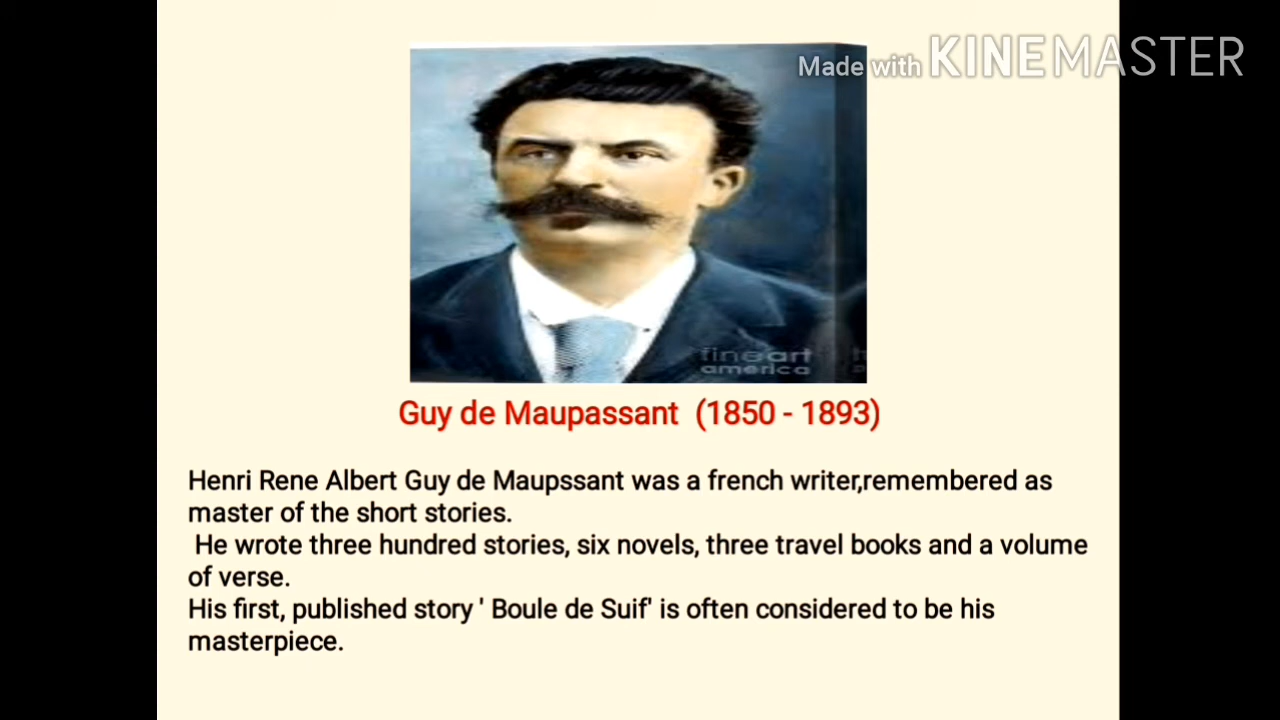 Made with KINEMASTER
fineart
america
Guy de Maupassant (1850 - 1893)
Henri Rene Albert Guy de Maupssant was a french writer,remembered as
master of the short stories.
He wrote three hundred stories, six novels, three travel books and a volume
of verse.
His first, published story ' Boule de Suif' is often considered to be his
masterpiece.